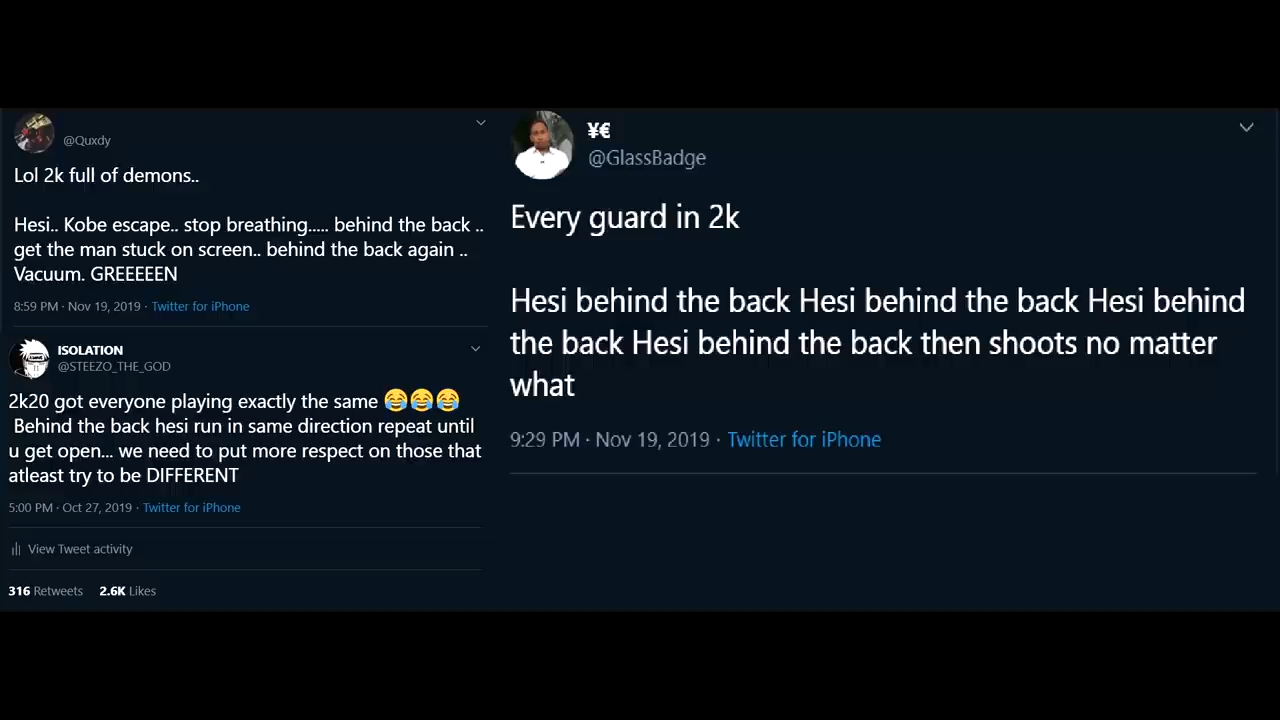 @Quxdy
Lol 2k full of demons..
Hesi.. Kobe escape.. stop breathing..... behind the back ..
get the man stuck on screen.. behind the back again ..
Vacuum. GREEEEEN
8:59 PM · Nov 19, 2019 · Twitter for iPhone
ISOLATION
@STEEZO_THE_GOD
2k20 got everyone playing exactly the same 😂😂😂
Behind the back hesi run in same direction repeat until
u get open... we need to put more respect on those that
atleast try to be DIFFERENT
5:00 PM · Oct 27, 2019 · Twitter for iPhone
View Tweet activity
316 Retweets 2.6K Likes
¥€
@GlassBadge
Every guard in 2k
Hesi behind the back Hesi behind the back Hesi behind
the back Hesi behind the back then shoots no matter
what
9:29 PM · Nov 19, 2019 · Twitter for iPhone